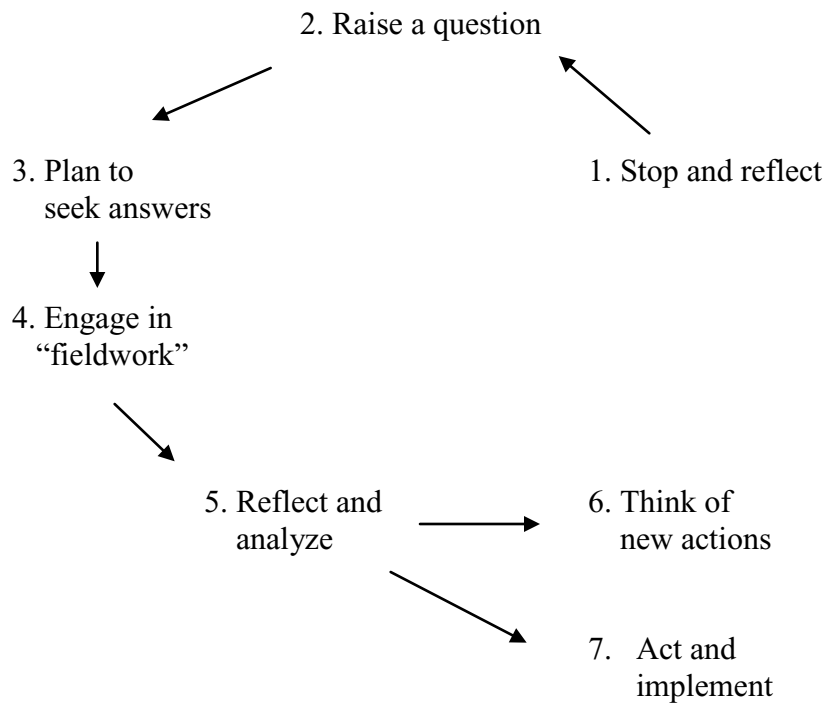 2. Raise a question
3. Plan to
seek answers
1. Stop and reflect
4. Engage in
“fieldwork”
5. Reflect and
analyze
6. Think of
new actions
7. Act and
implement